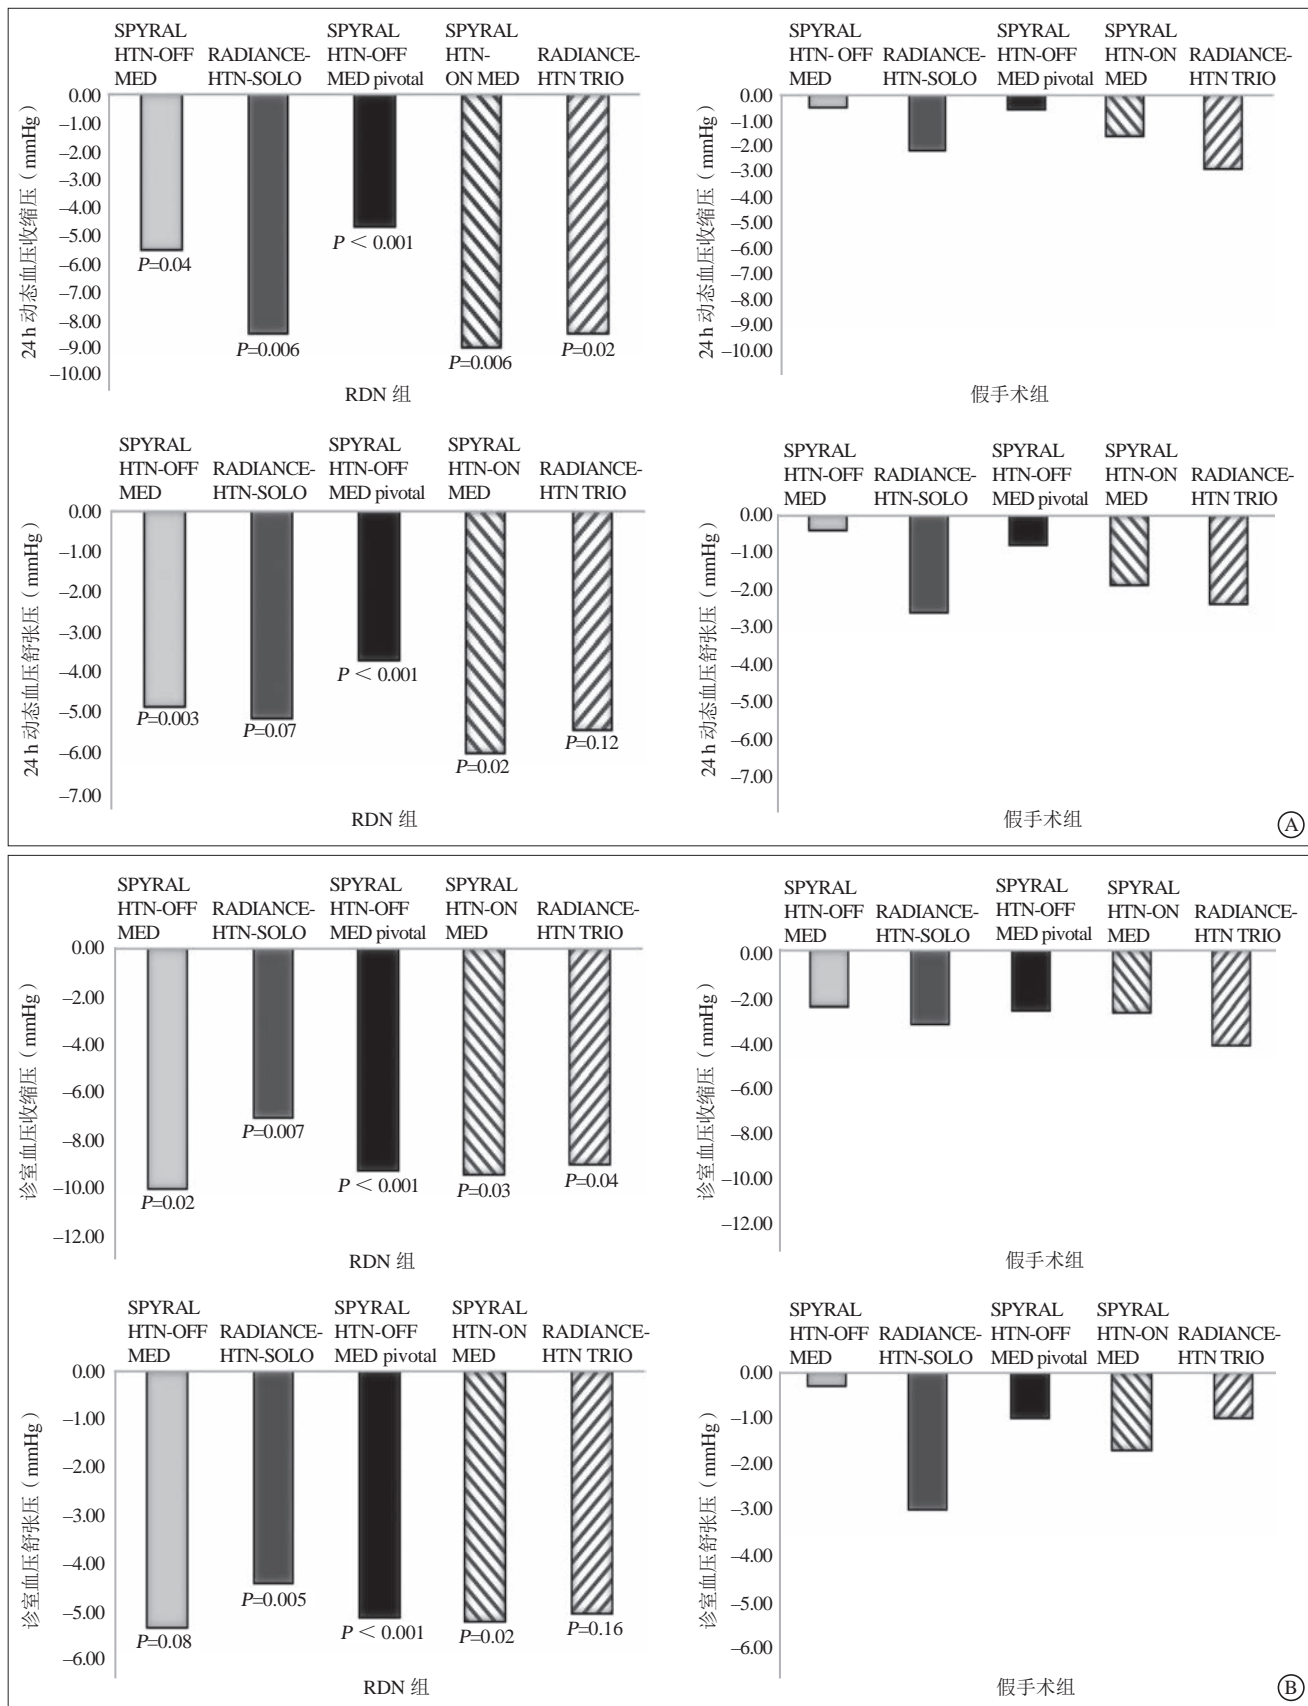 SPYRAL
HTN-OFF
MED
RADIANCE-
HTN-SOLO
SPYRAL
HTN-OFF
MED pivotal
SPYRAL
HTN-
ON MED
RADIANCE-
HTN TRIO
0.00
–1.00
–2.00
–3.00
–4.00
–5.00
–6.00
–7.00
–8.00
–9.00
–10.00
24 h 动态血压收缩压(mmHg)
P=0.04
P=0.006
P < 0.001
P=0.006
P=0.02
RDN 组
SPYRAL
HTN- OFF
MED
RADIANCE-
HTN-SOLO
SPYRAL
HTN-OFF
MED pivotal
SPYRAL
HTN-ON
MED
RADIANCE-
HTN TRIO
0.00
–1.00
–2.00
–3.00
–4.00
–5.00
–6.00
–7.00
–8.00
–9.00
–10.00
24 h 动态血压收缩压(mmHg)
假手术组
SPYRAL
HTN-OFF
MED
RADIANCE-
HTN-SOLO
SPYRAL
HTN-OFF
MED pivotal
SPYRAL
HTN-ON
MED
RADIANCE-
HTN TRIO
0.00
–1.00
–2.00
–3.00
–4.00
–5.00
–6.00
–7.00
24 h 动态血压舒张压(mmHg)
P=0.003
P=0.07
P < 0.001
P=0.02
P=0.12
RDN 组
SPYRAL
HTN-OFF
MED
RADIANCE-
HTN-SOLO
SPYRAL
HTN-OFF
MED pivotal
SPYRAL
HTN-ON
MED
RADIANCE-
HTN TRIO
0.00
–1.00
–2.00
–3.00
–4.00
–5.00
–6.00
–7.00
24 h 动态血压舒张压(mmHg)
假手术组
A
SPYRAL
HTN-OFF
MED
RADIANCE-
HTN-SOLO
SPYRAL
HTN-OFF
MED pivotal
SPYRAL
HTN-ON
MED
RADIANCE-
HTN TRIO
0.00
–2.00
–4.00
–6.00
–8.00
–10.00
–12.00
诊室血压收缩压(mmHg)
P=0.02
P=0.007
P < 0.001
P=0.03
P=0.04
RDN 组
SPYRAL
HTN-OFF
MED
RADIANCE-
HTN-SOLO
SPYRAL
HTN-OFF
MED pivotal
SPYRAL
HTN-ON
MED
RADIANCE-
HTN TRIO
0.00
–2.00
–4.00
–6.00
–8.00
–10.00
–12.00
诊室血压收缩压(mmHg)
假手术组
SPYRAL
HTN-OFF
MED
RADIANCE-
HTN-SOLO
SPYRAL
HTN-OFF
MED pivotal
SPYRAL
HTN-ON
MED
RADIANCE-
HTN TRIO
0.00
–1.00
–2.00
–3.00
–4.00
–5.00
–6.00
诊室血压舒张压(mmHg)
P=0.08
P=0.005
P < 0.001
P=0.02
P=0.16
RDN 组
SPYRAL
HTN-OFF
MED
RADIANCE-
HTN-SOLO
SPYRAL
HTN-OFF
MED pivotal
SPYRAL
HTN-ON
MED
RADIANCE-
HTN TRIO
0.00
–1.00
–2.00
–3.00
–4.00
–5.00
–6.00
诊室血压舒张压(mmHg)
假手术组
B